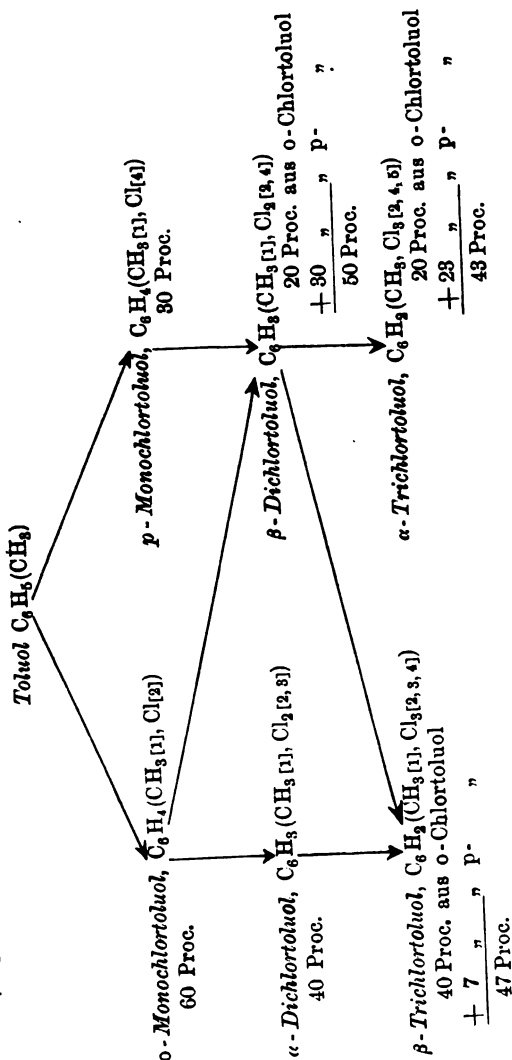 Toluol C₆H₅(CH₃)
o-Monochlortoluol, C₆H₄(CH₃[1], Cl[2])
60 Proc.
p-Monochlortoluol, C₆H₄(CH₃[1], Cl[4])
30 Proc.
α-Dichlortoluol, C₆H₃(CH₃[1], Cl₂[2,3])
40 Proc.
β-Dichlortoluol, C₆H₃(CH₃[1], Cl₂[2,4])
20 Proc. aus o-Chlortoluol
+ 30 „ „ p- „
50 Proc.
β-Trichlortoluol, C₆H₂(CH₃[1], Cl₃[2,3,4])
40 Proc. aus o-Chlortoluol
+ 7 „ „ p- „
47 Proc.
α-Trichlortoluol, C₆H₂(CH₃, Cl₃[2,4,5])
20 Proc. aus o-Chlortoluol
+ 23 „ „ p- „
43 Proc.